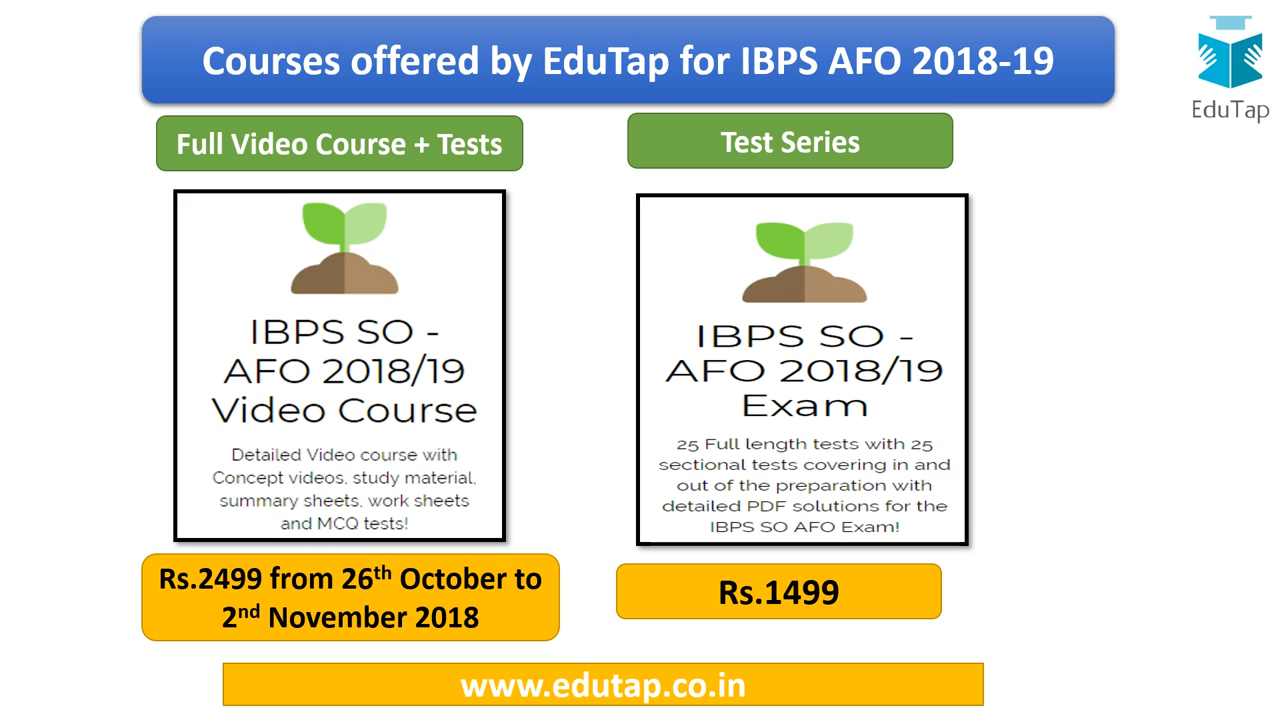 Courses offered by EduTap for IBPS AFO 2018-19
EduTap
Full Video Course + Tests
IBPS SO -
AFO 2018/19
Video Course
Detailed Video course with
Concept videos, study material,
summary sheets, work sheets
and MCQ tests!
Rs.2499 from 26th October to
2nd November 2018
Test Series
IBPS SO -
AFO 2018/19
Exam
25 Full length tests with 25
sectional tests covering in and
out of the preparation with
detailed PDF solutions for the
IBPS SO AFO Exam!
Rs.1499
www.edutap.co.in